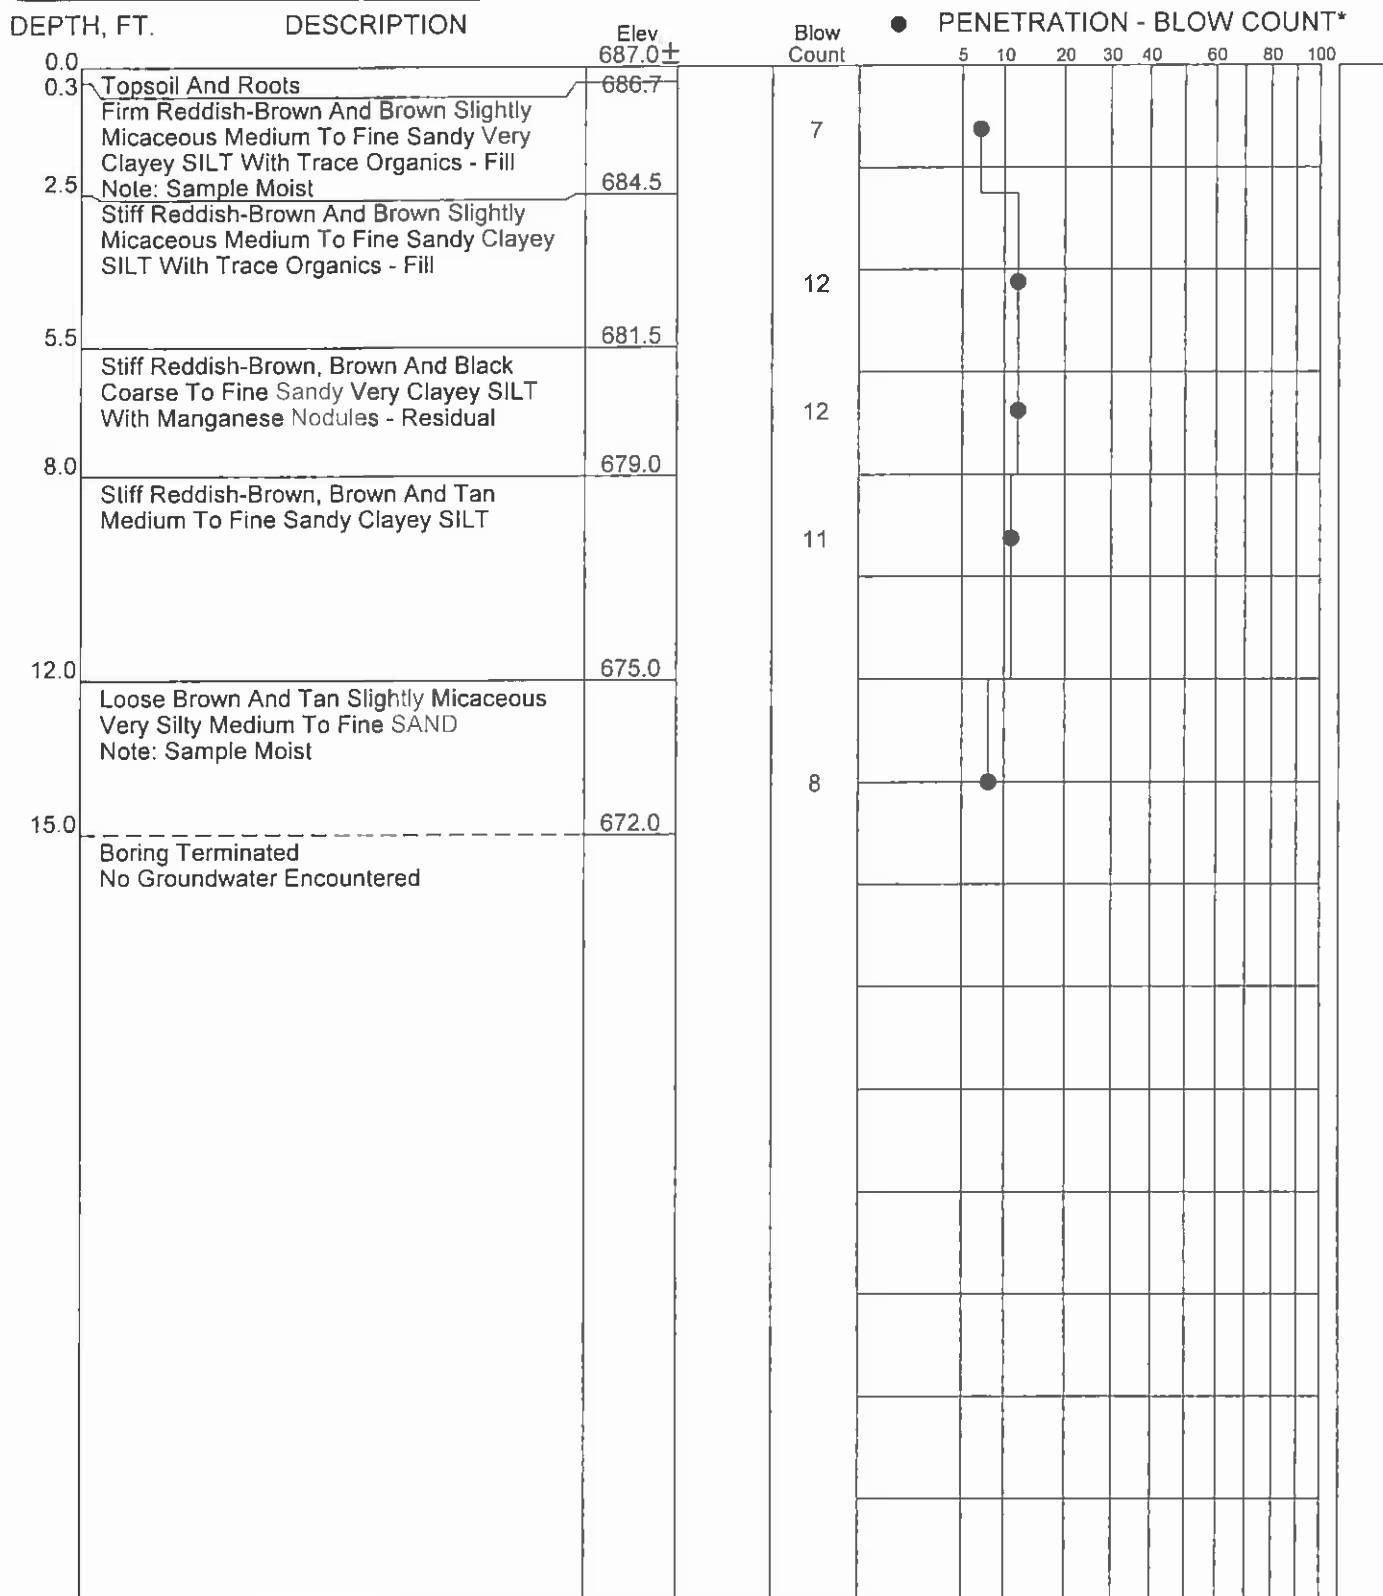 DEPTH, FT. DESCRIPTION Elev Blow Count ● PENETRATION - BLOW COUNT*
0.0 687.0± 5 10 20 30 40 60 80 100
0.3 Topsoil And Roots 686.7
Firm Reddish-Brown And Brown Slightly
Micaceous Medium To Fine Sandy Very 7
Clayey SILT With Trace Organics - Fill
2.5 Note: Sample Moist 684.5
Stiff Reddish-Brown And Brown Slightly
Micaceous Medium To Fine Sandy Clayey
SILT With Trace Organics - Fill
12
5.5 681.5
Stiff Reddish-Brown, Brown And Black
Coarse To Fine Sandy Very Clayey SILT
With Manganese Nodules - Residual 12
8.0 679.0
Stiff Reddish-Brown, Brown And Tan
Medium To Fine Sandy Clayey SILT
11
12.0 675.0
Loose Brown And Tan Slightly Micaceous
Very Silty Medium To Fine SAND
Note: Sample Moist
8
15.0 672.0
Boring Terminated
No Groundwater Encountered